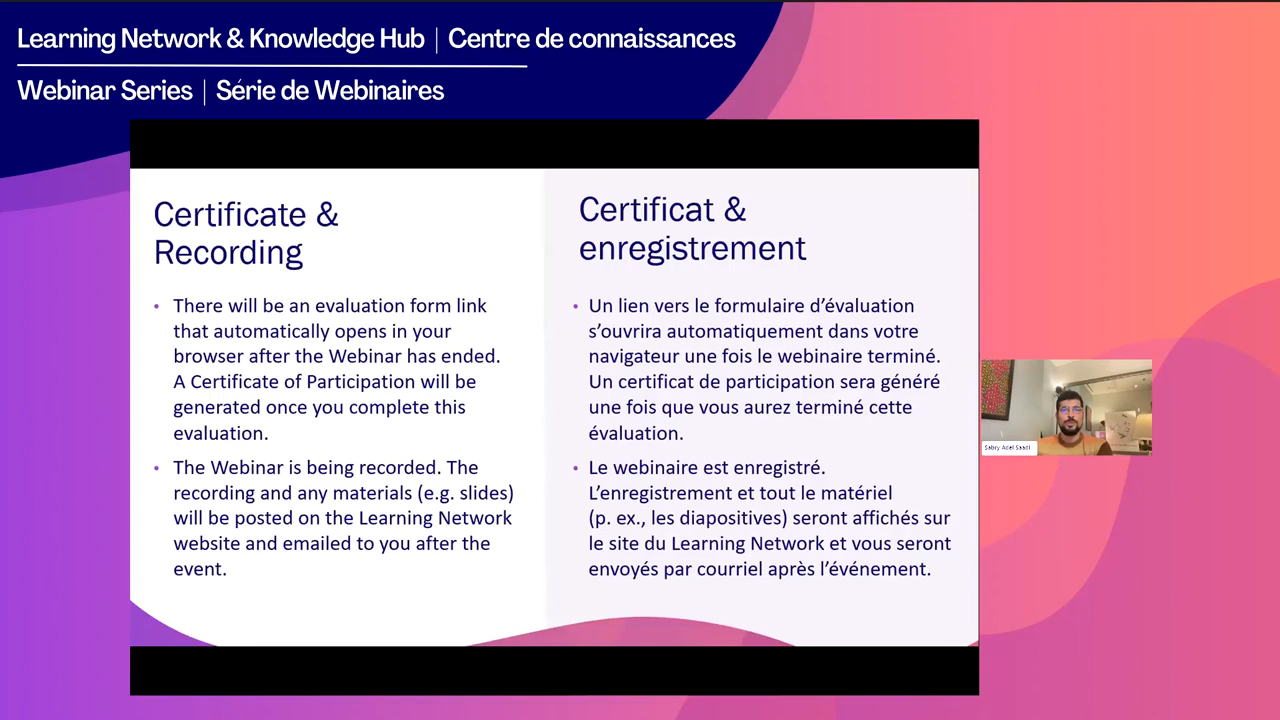 Learning Network & Knowledge Hub | Centre de connaissances
Webinar Series | Série de Webinaires
Certificate &
Recording
• There will be an evaluation form link
that automatically opens in your
browser after the Webinar has ended.
A Certificate of Participation will be
generated once you complete this
evaluation.
• The Webinar is being recorded. The
recording and any materials (e.g. slides)
will be posted on the Learning Network
website and emailed to you after the
event.
Certificat &
enregistrement
• Un lien vers le formulaire d’évaluation
s’ouvrira automatiquement dans votre
navigateur une fois le webinaire terminé.
Un certificat de participation sera généré
une fois que vous aurez terminé cette
évaluation.
• Le webinaire est enregistré.
L’enregistrement et tout le matériel
(p. ex., les diapositives) seront affichés sur
le site du Learning Network et vous seront
envoyés par courriel après l’événement.
Sabry Adel Saadi